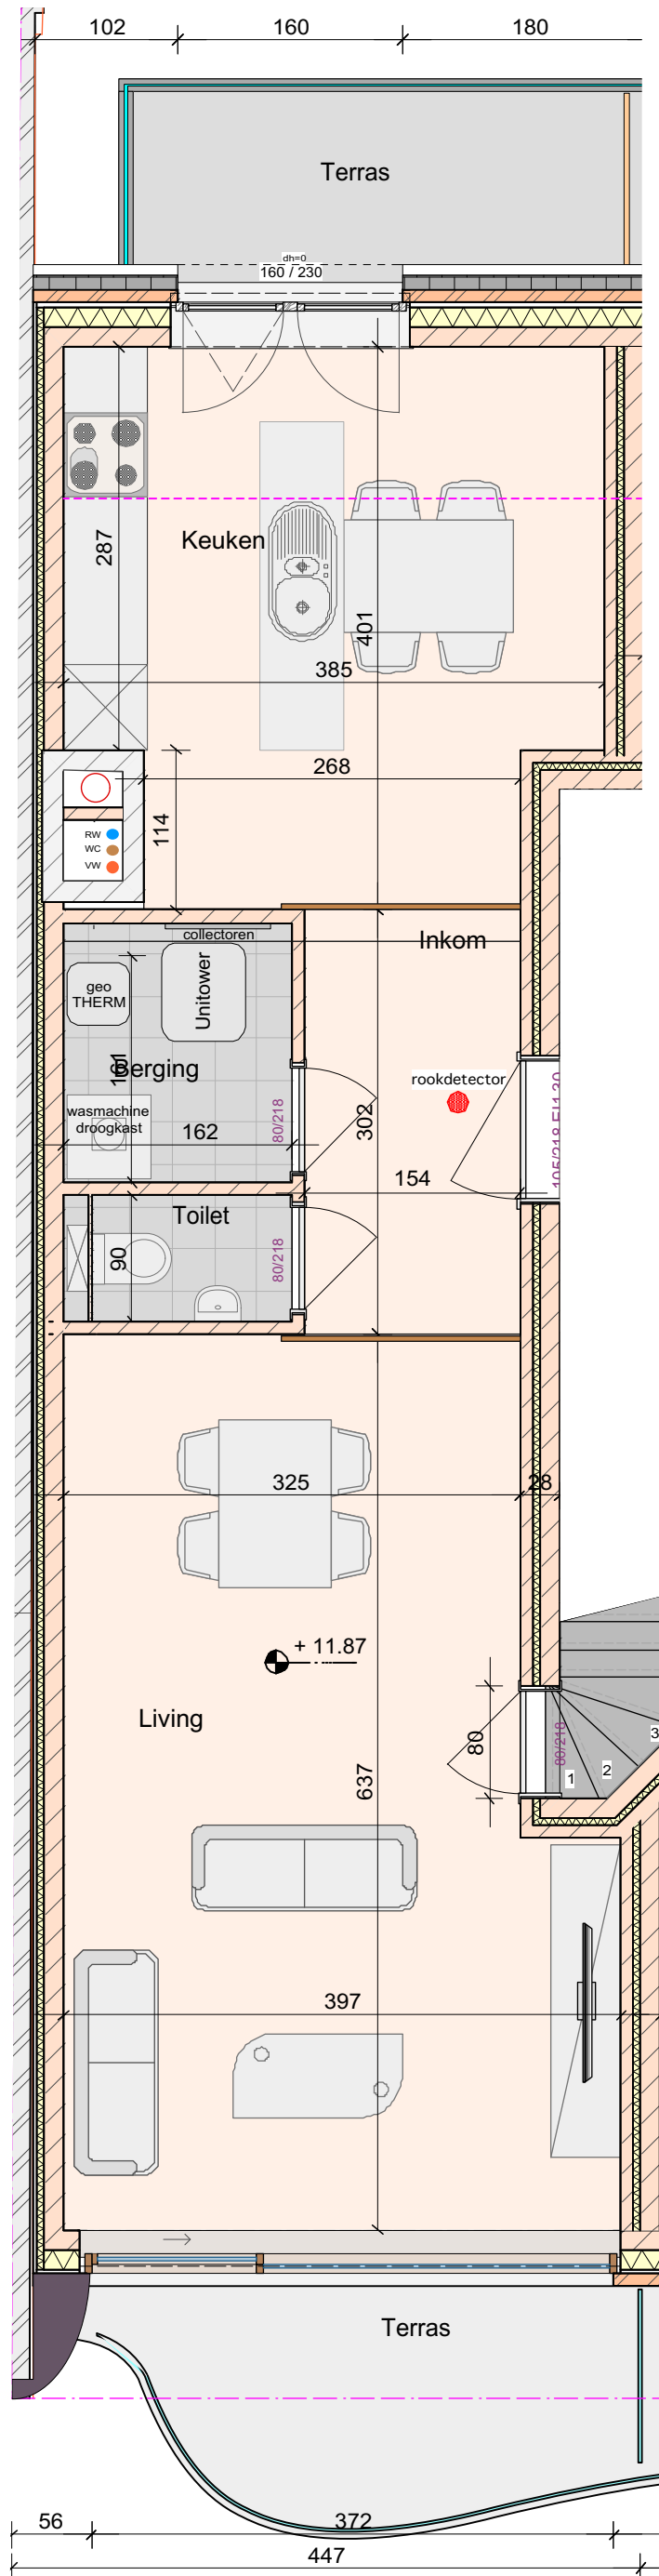 102 160 180
Terras
dh=0
160 / 230
Keuken
287
401
385
268
114
RW
WC
VW
Inkom
collectoren
geo
THERM
Unitower
Berging
rookdetector
80/218
302
wasmachine
droogkast
162
154
Toilet
80/218
90
325
28
+ 11.87
Living
80
80/218
637
1
2
3
397
Terras
56 372
447